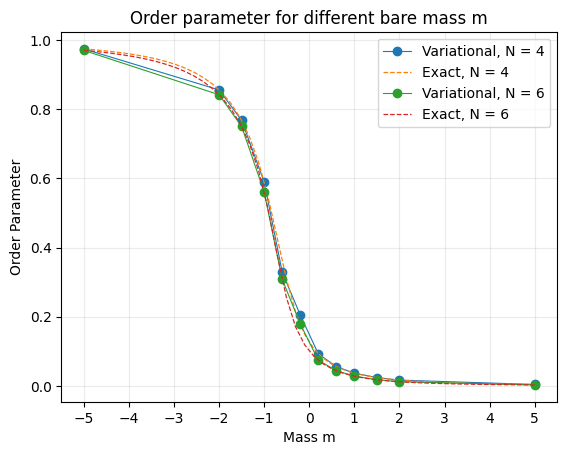 Order parameter for different bare mass m
Order Parameter
1.0
0.8
0.6
0.4
0.2
0.0
Variational, N = 4
Exact, N = 4
Variational, N = 6
Exact, N = 6
−5 −4 −3 −2 −1 0 1 2 3 4 5
Mass m